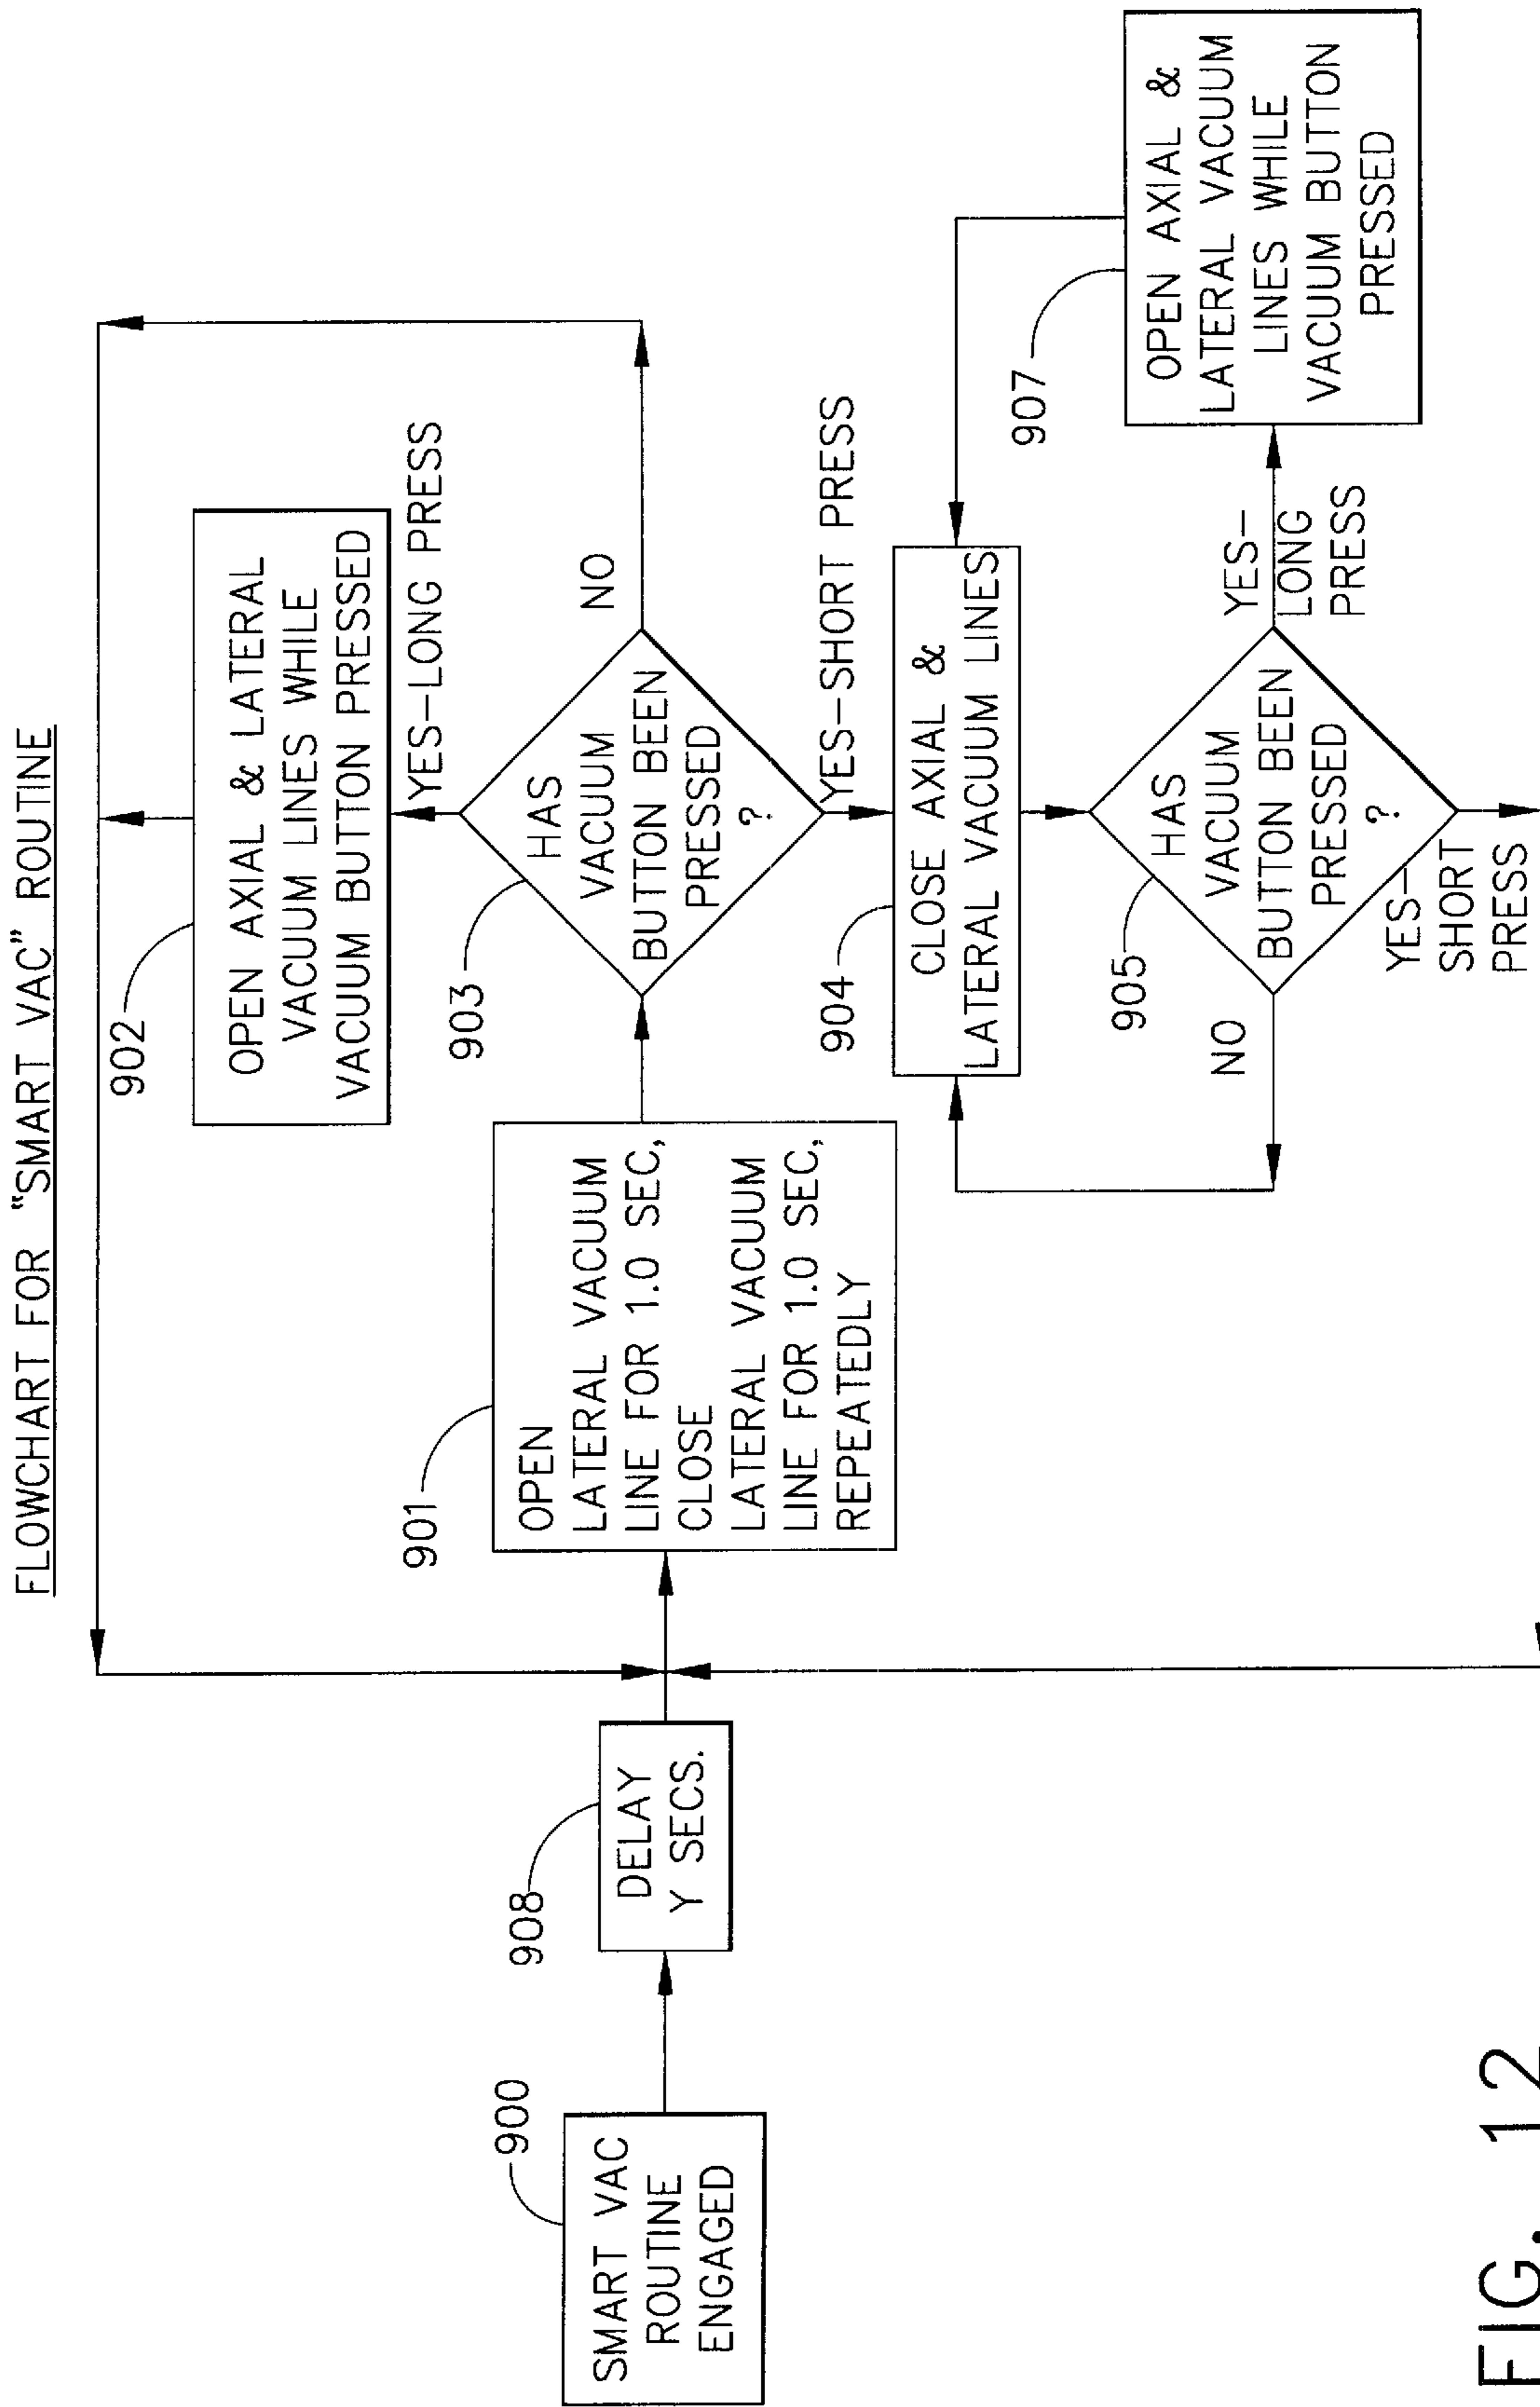 FLOWCHART FOR "SMART VAC" ROUTINE
900
SMART VAC
ROUTINE
ENGAGED
908
DELAY
Y SECS.
901
OPEN
LATERAL VACUUM
LINE FOR 1.0 SEC,
CLOSE
LATERAL VACUUM
LINE FOR 1.0 SEC,
REPEATEDLY
902
OPEN AXIAL & LATERAL
VACUUM LINES WHILE
VACUUM BUTTON PRESSED
YES-LONG PRESS
903
HAS
VACUUM
BUTTON BEEN
PRESSED
?
NO
YES-SHORT PRESS
904
CLOSE AXIAL &
LATERAL VACUUM LINES
905
HAS
VACUUM
BUTTON BEEN
PRESSED
?
NO
YES-
LONG
PRESS
YES-
SHORT
PRESS
907
OPEN AXIAL &
LATERAL VACUUM
LINES WHILE
VACUUM BUTTON
PRESSED
FIG. 12